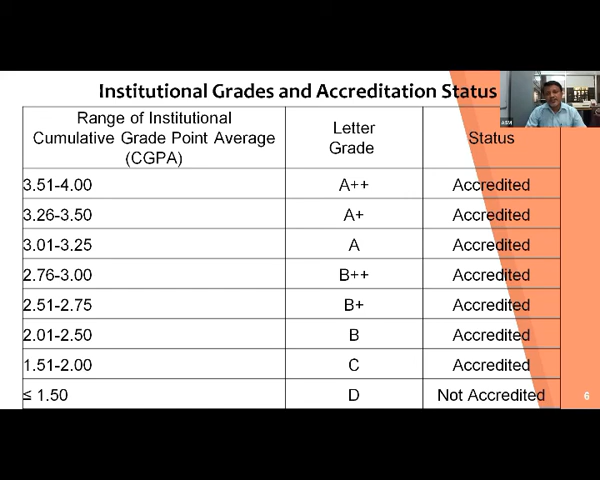 Institutional Grades and Accreditation Status
Range of Institutional
Cumulative Grade Point Average
(CGPA)
Letter
Grade
Status
3.51-4.00 A++ Accredited
3.26-3.50 A+ Accredited
3.01-3.25 A Accredited
2.76-3.00 B++ Accredited
2.51-2.75 B+ Accredited
2.01-2.50 B Accredited
1.51-2.00 C Accredited
≤ 1.50 D Not Accredited
6